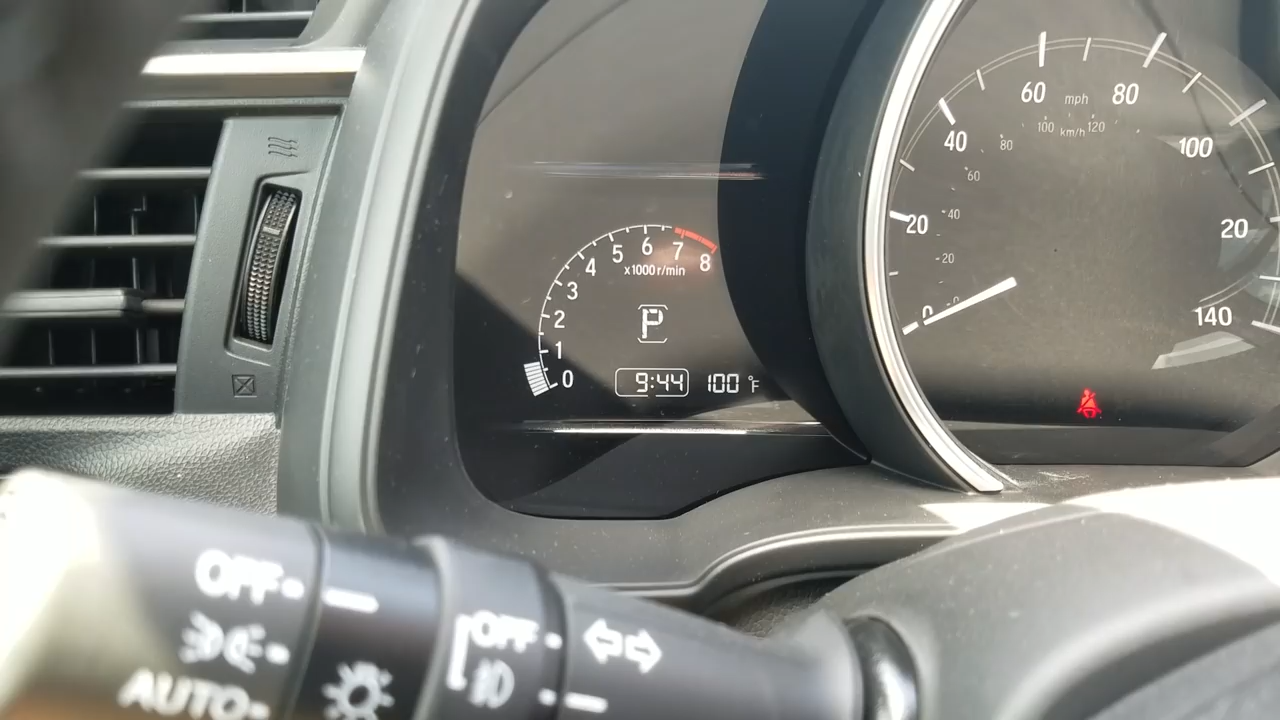 60 mph 80
100 km/h 120
40 80 100
60
20 40 20
20
0 0 140
5 6 7
4 8
x1000 r/min
3
2
1
0
P
9:44 100 °F
OFF
OFF
AUTO